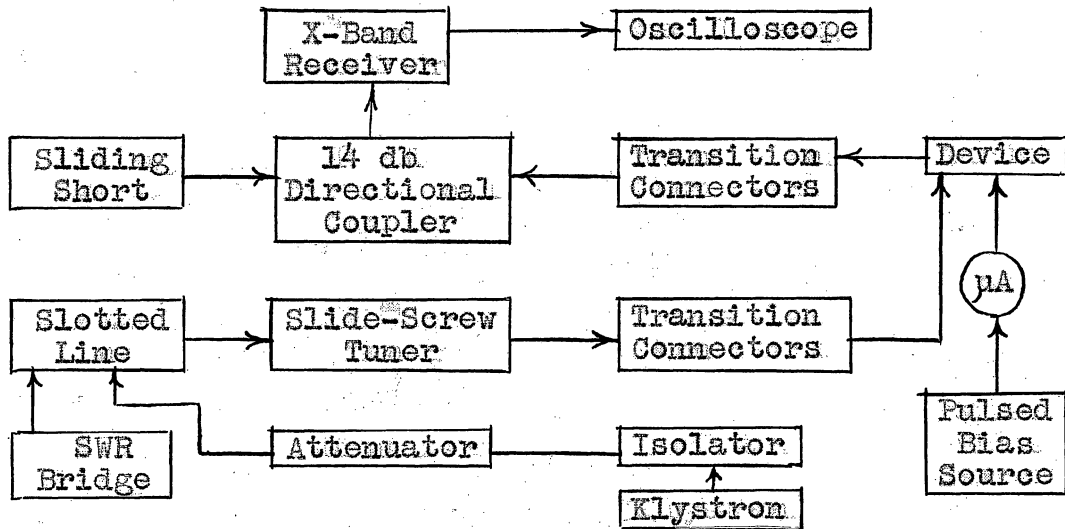 X-Band
Receiver
Oscilloscope
Sliding
Short
14 db
Directional
Coupler
Transition
Connectors
Device
µA
Slotted
Line
Slide-Screw
Tuner
Transition
Connectors
SWR
Bridge
Attenuator
Isolator
Klystron
Pulsed
Bias
Source